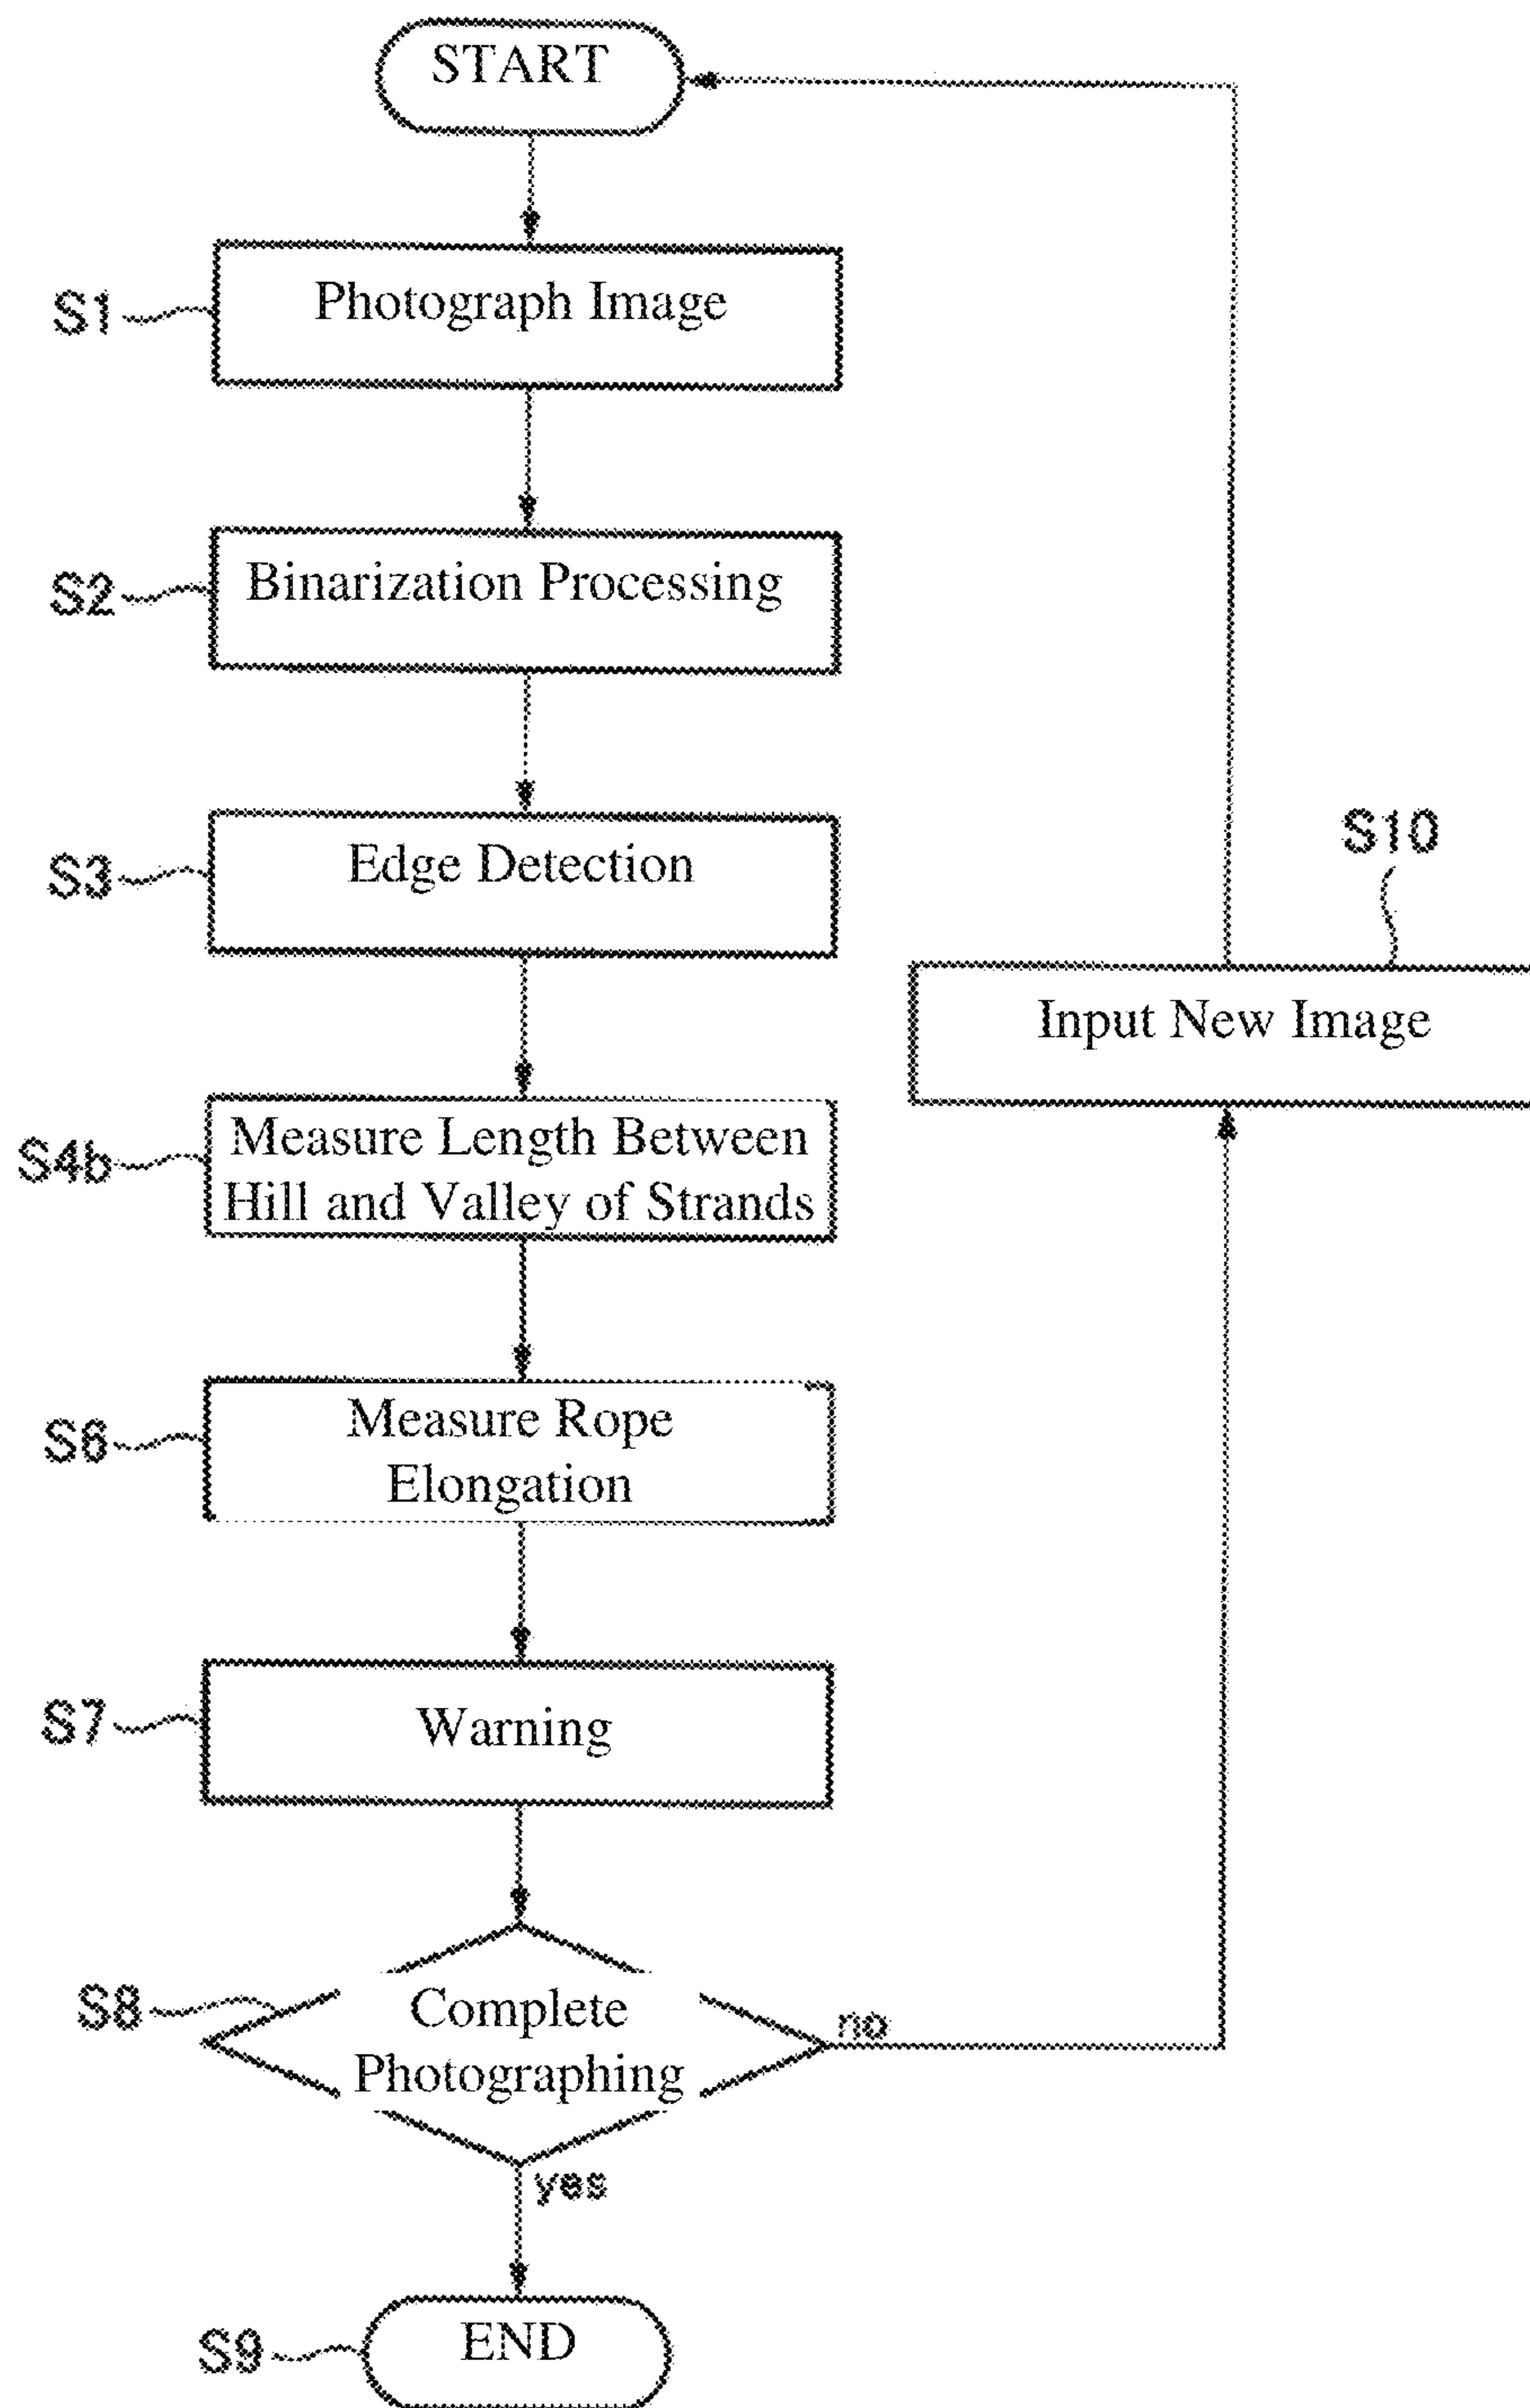 START
S1
Photograph Image
S2
Binarization Processing
S3
Edge Detection
S10
Input New Image
S4b
Measure Length Between
Hill and Valley of Strands
S6
Measure Rope
Elongation
S7
Warning
S8
Complete
Photographing
no
yes
S9
END